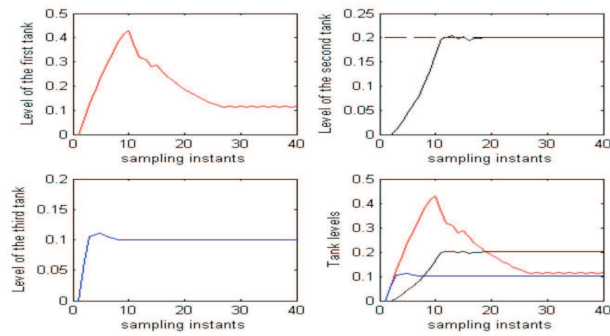 Level of the first tank
0.5
0.4
0.3
0.2
0.1
0
0 10 20 30 40
sampling instants
Level of the second tank
0.25
0.2
0.15
0.1
0.05
0
0 10 20 30 40
sampling instants
Level of the third tank
0.2
0.15
0.1
0.05
0
0 10 20 30 40
sampling instants
Tank levels
0.5
0.4
0.3
0.2
0.1
0
0 10 20 30 40
sampling instants